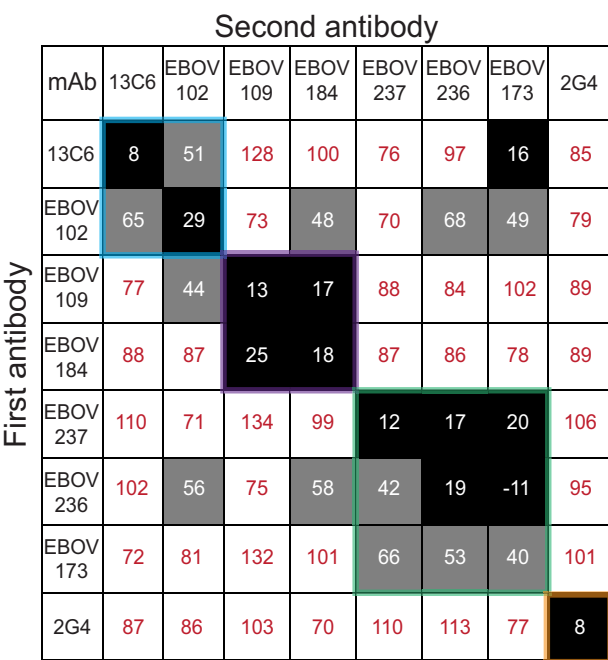 Second antibody
First antibody
mAb 13C6 EBOV 102 EBOV 109 EBOV 184 EBOV 237 EBOV 236 EBOV 173 2G4
13C6 8 51 128 100 76 97 16 85
EBOV 102 65 29 73 48 70 68 49 79
EBOV 109 77 44 13 17 88 84 102 89
EBOV 184 88 87 25 18 87 86 78 89
EBOV 237 110 71 134 99 12 17 20 106
EBOV 236 102 56 75 58 42 19 -11 95
EBOV 173 72 81 132 101 66 53 40 101
2G4 87 86 103 70 110 113 77 8